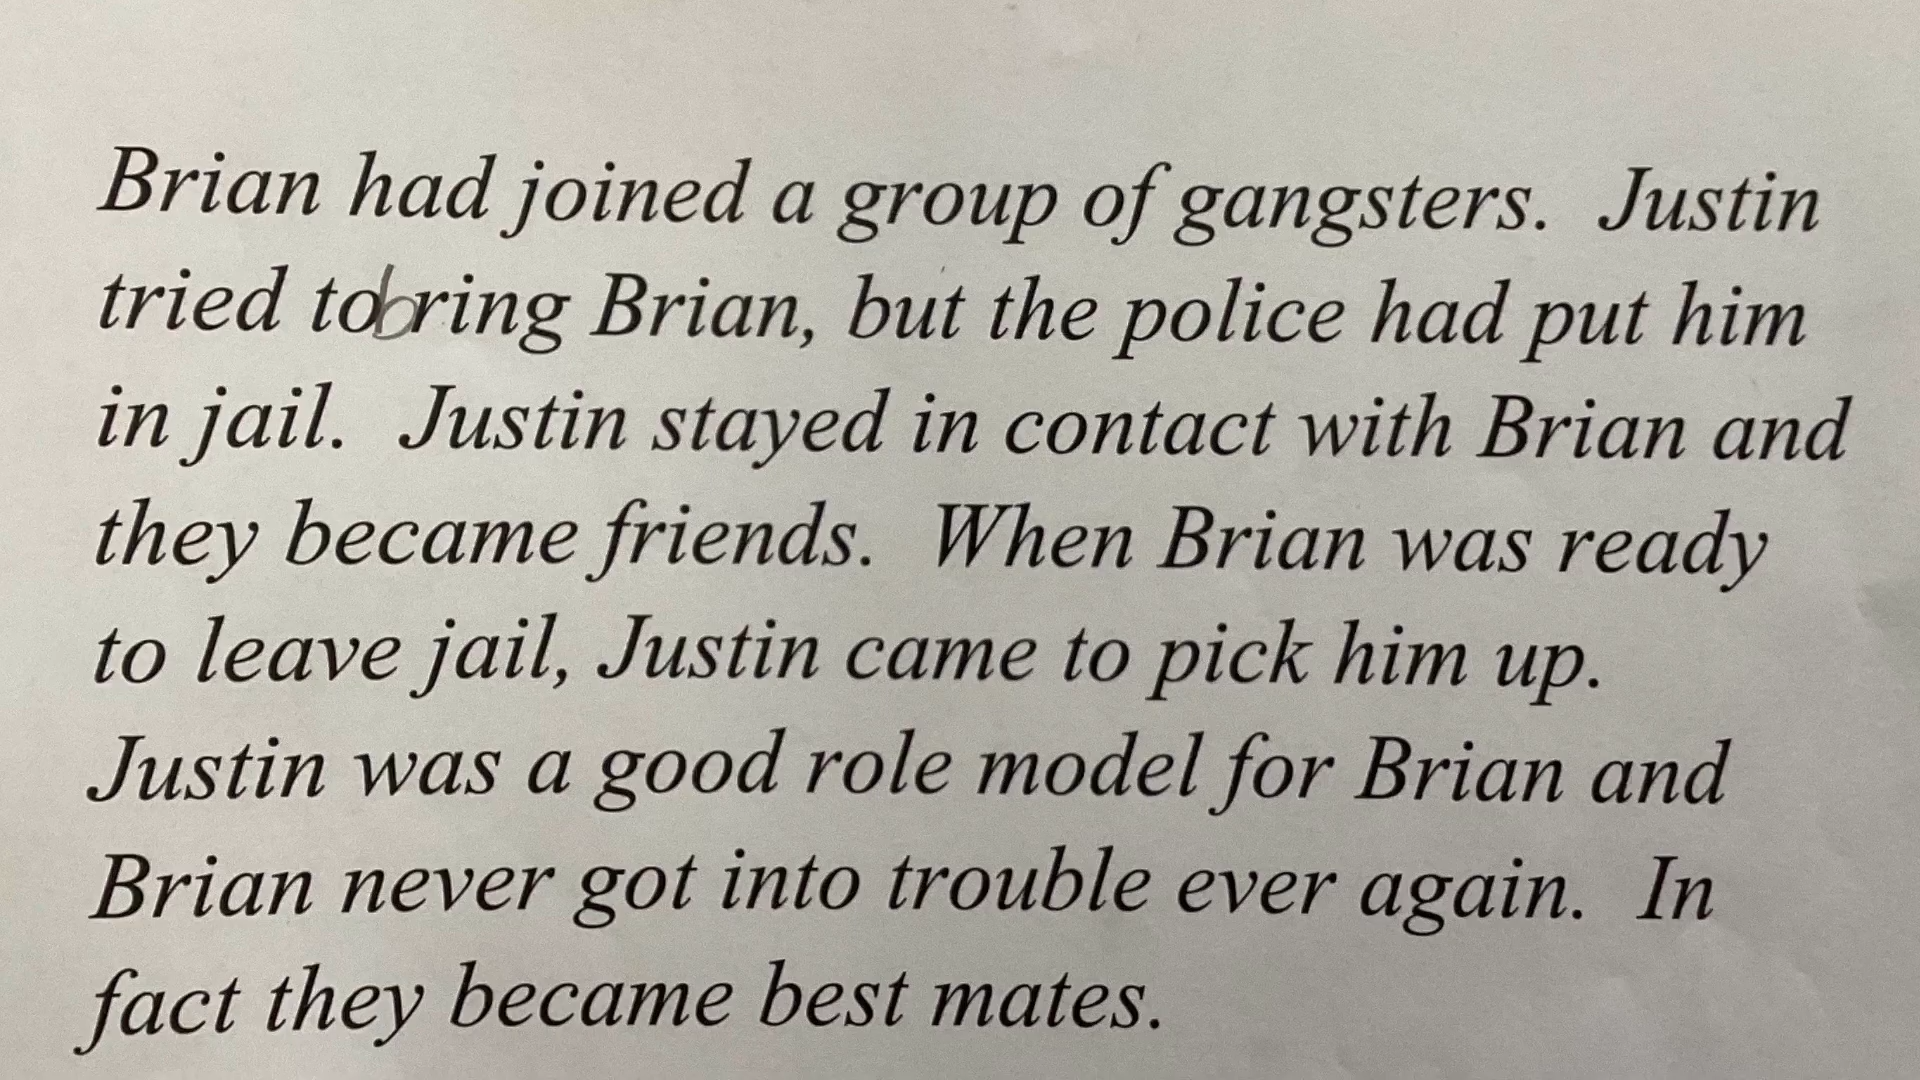 Brian had joined a group of gangsters. Justin
tried to bring Brian, but the police had put him
in jail. Justin stayed in contact with Brian and
they became friends. When Brian was ready
to leave jail, Justin came to pick him up.
Justin was a good role model for Brian and
Brian never got into trouble ever again. In
fact they became best mates.